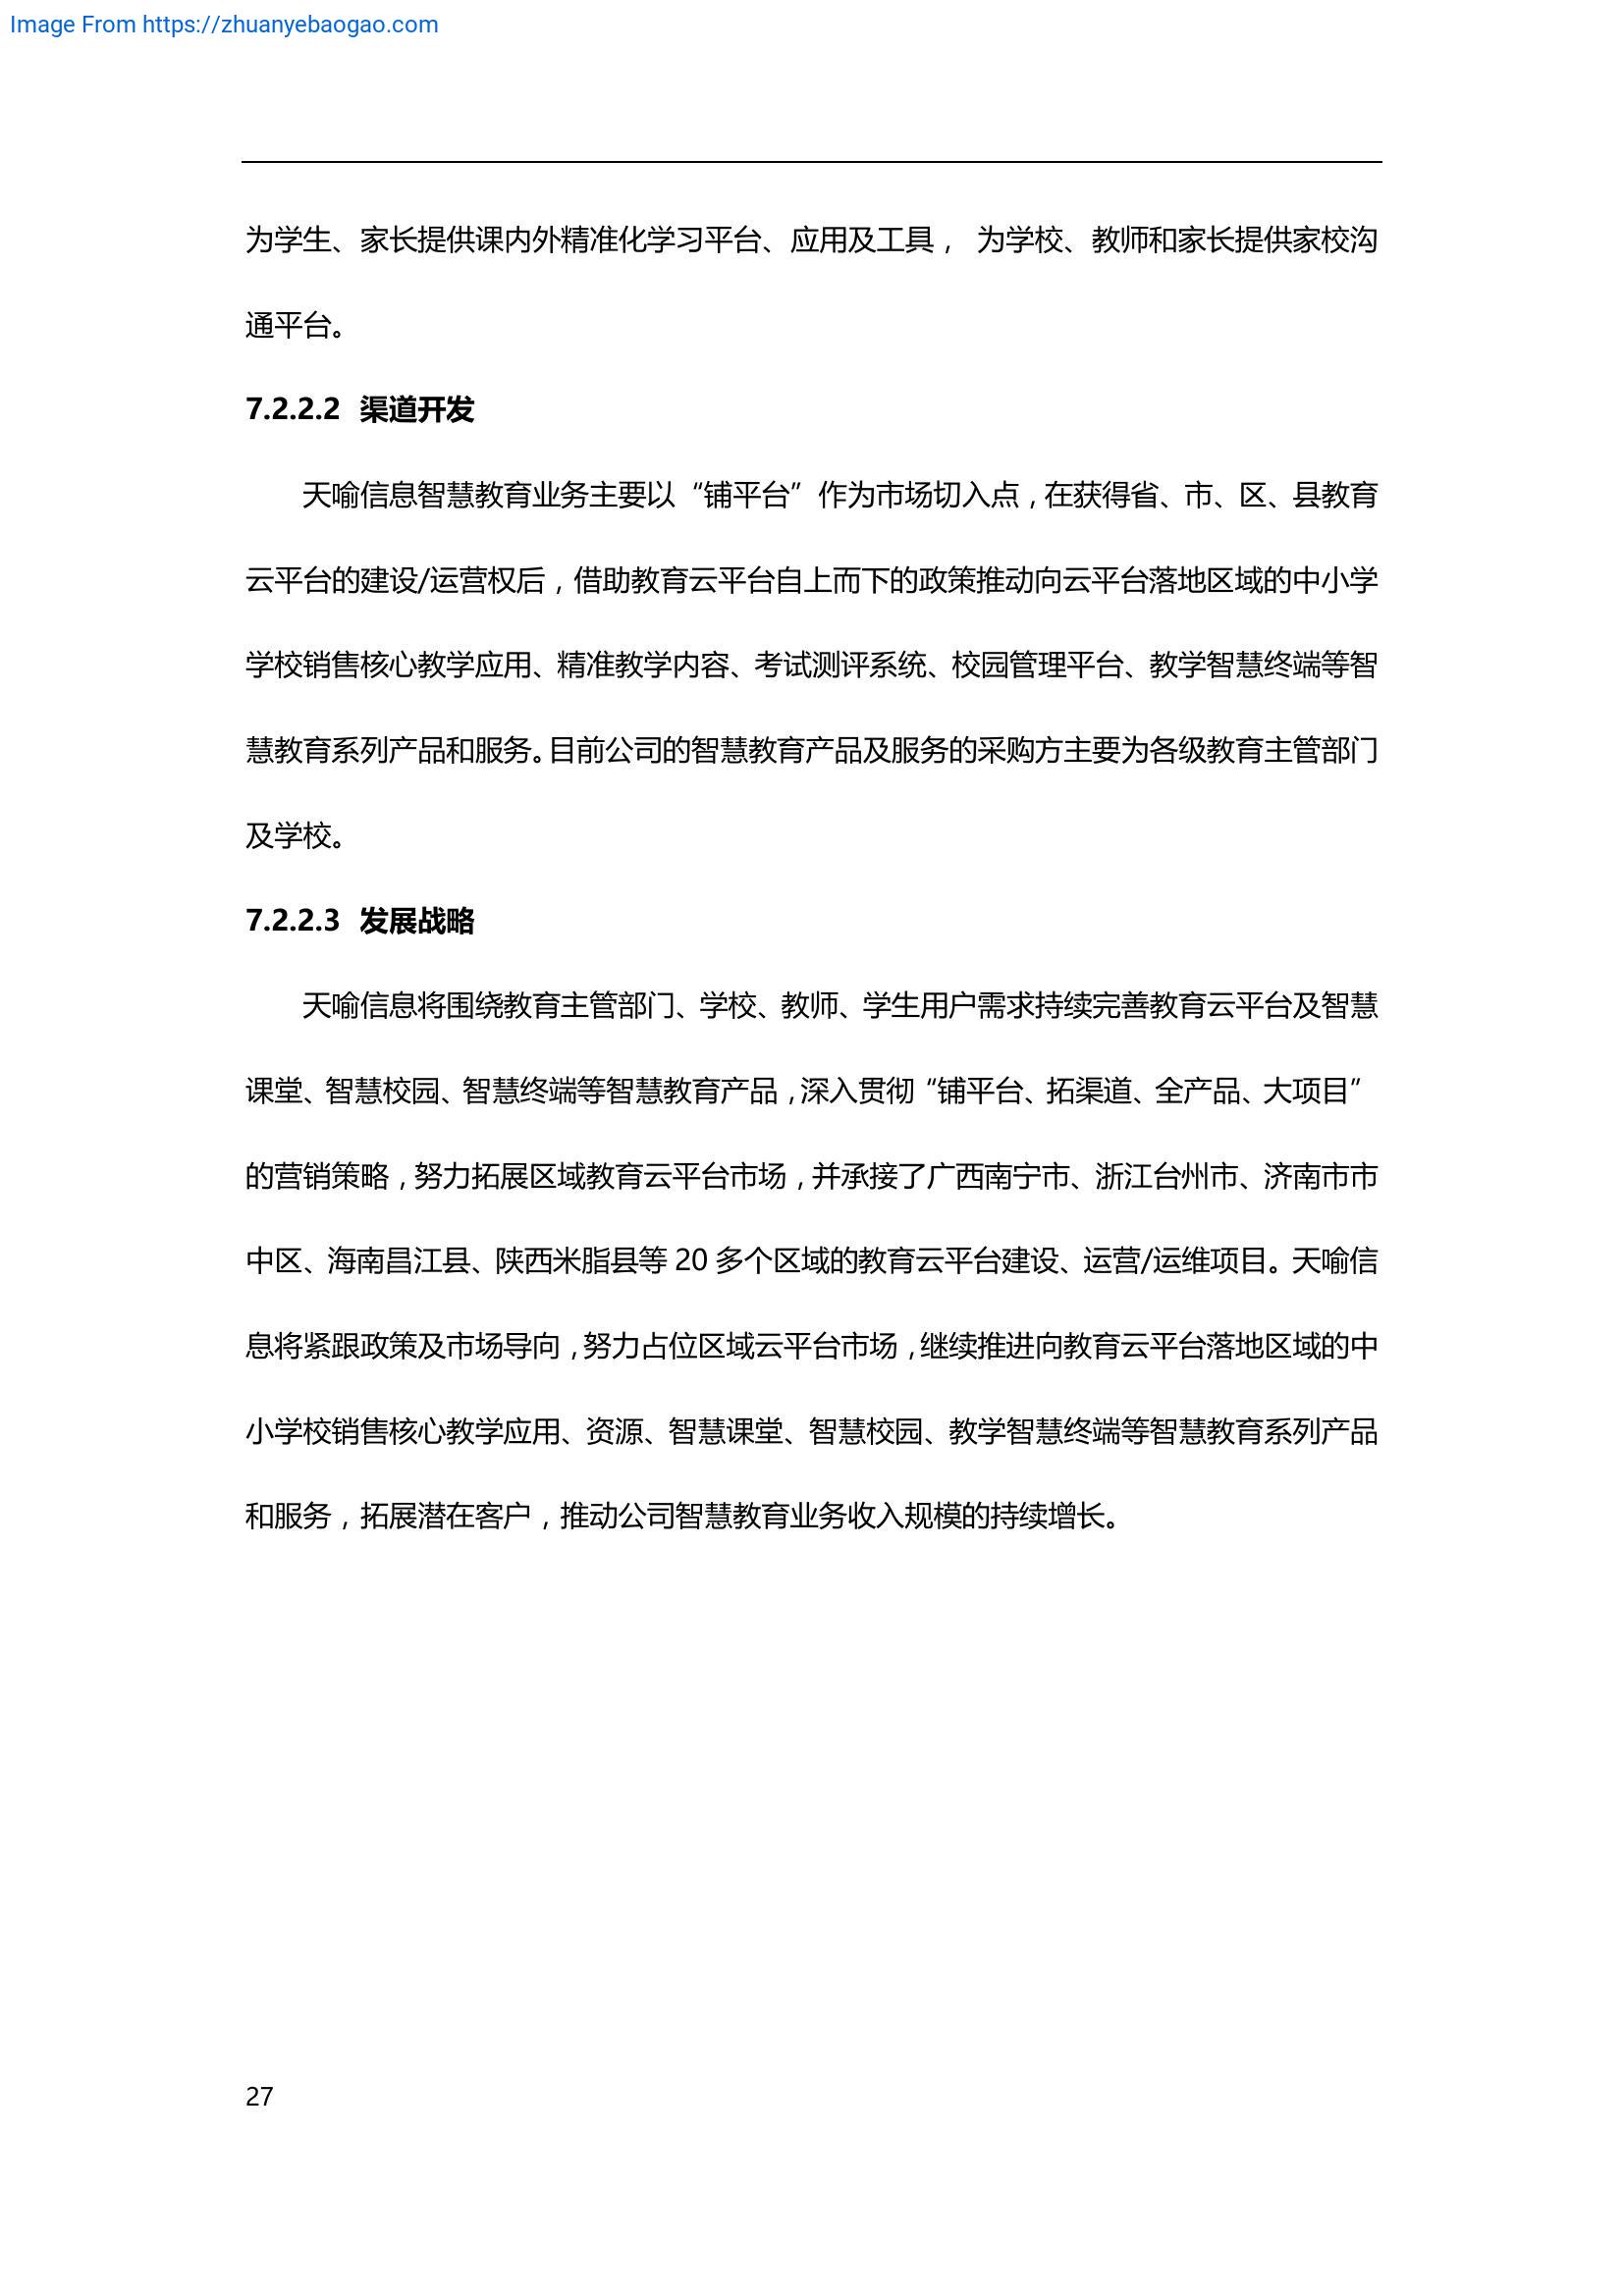 Image From https://zhuanyebaogao.com
为学生、家长提供课内外精准化学习平台、应用及工具， 为学校、教师和家长提供家校沟
通平台。
7.2.2.2 渠道开发
天喻信息智慧教育业务主要以“铺平台”作为市场切入点，在获得省、市、区、县教育
云平台的建设/运营权后，借助教育云平台自上而下的政策推动向云平台落地区域的中小学
学校销售核心教学应用、精准教学内容、考试测评系统、校园管理平台、教学智慧终端等智
慧教育系列产品和服务。目前公司的智慧教育产品及服务的采购方主要为各级教育主管部门
及学校。
7.2.2.3 发展战略
天喻信息将围绕教育主管部门、学校、教师、学生用户需求持续完善教育云平台及智慧
课堂、智慧校园、智慧终端等智慧教育产品，深入贯彻“铺平台、拓渠道、全产品、大项目”
的营销策略，努力拓展区域教育云平台市场，并承接了广西南宁市、浙江台州市、济南市市
中区、海南昌江县、陕西米脂县等 20 多个区域的教育云平台建设、运营/运维项目。天喻信
息将紧跟政策及市场导向，努力占位区域云平台市场，继续推进向教育云平台落地区域的中
小学校销售核心教学应用、资源、智慧课堂、智慧校园、教学智慧终端等智慧教育系列产品
和服务，拓展潜在客户，推动公司智慧教育业务收入规模的持续增长。
27